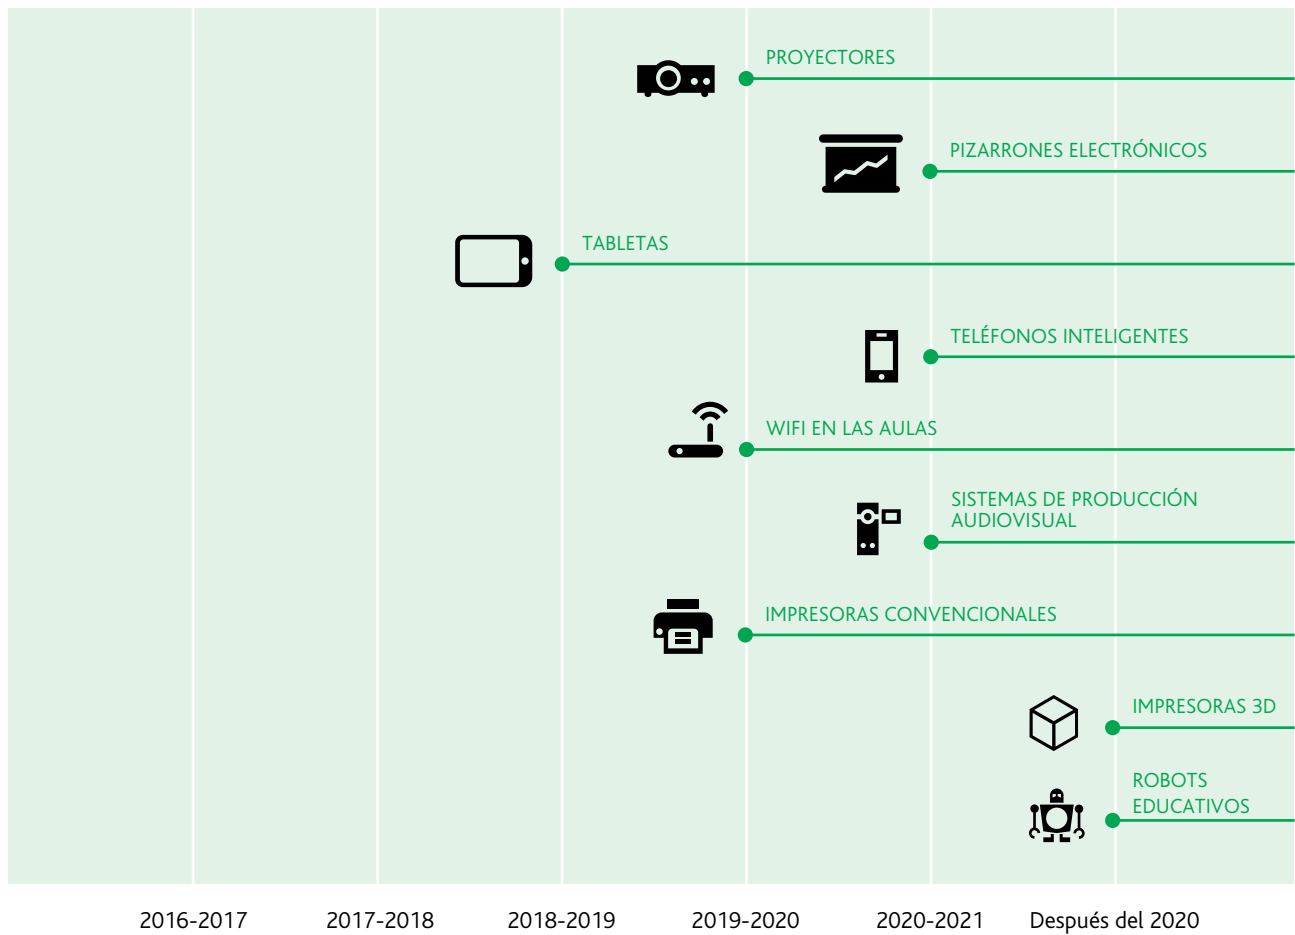 PROYECTORES
PIZARRONES ELECTRÓNICOS
TABLETAS
TELÉFONOS INTELIGENTES
WIFI EN LAS AULAS
SISTEMAS DE PRODUCCIÓN
AUDIOVISUAL
IMPRESORAS CONVENCIONALES
IMPRESORAS 3D
ROBOTS
EDUCATIVOS
2016-2017
2017-2018
2018-2019
2019-2020
2020-2021
Después del 2020